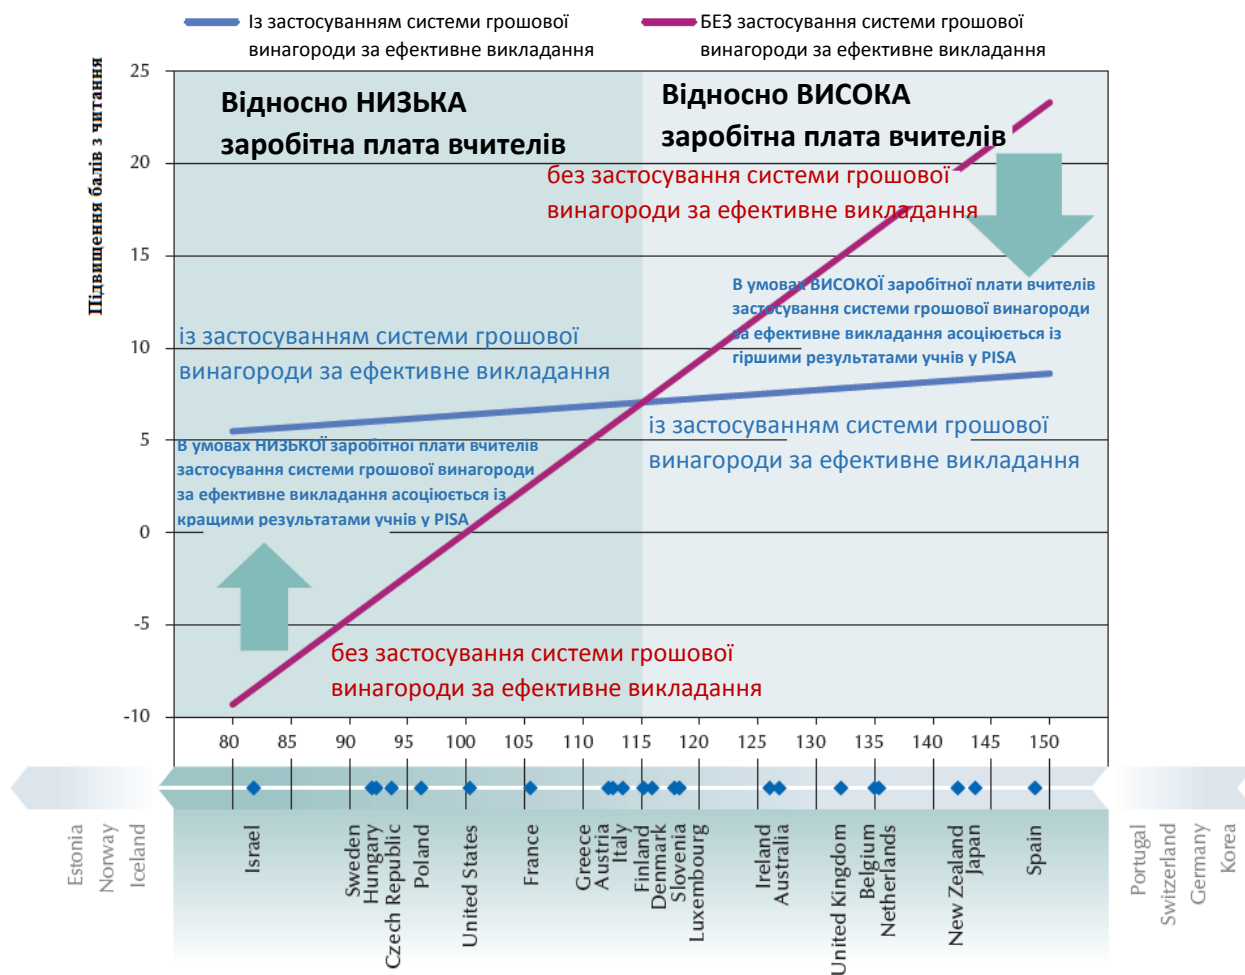 Із застосуванням системи грошової
винагороди за ефективне викладання
БЕЗ застосування системи грошової
винагороди за ефективне викладання
Підвищення балів з читання
25
20
15
10
5
0
-5
-10
Відносно НИЗЬКА
заробітна плата вчителів
Відносно ВИСОКА
заробітна плата вчителів
без застосування системи грошової
винагороди за ефективне викладання
В умовах ВИСОКОЇ заробітної плати вчителів
застосування системи грошової винагороди
за ефективне викладання асоціюється із
гіршими результатами учнів у PISA
із застосуванням системи грошової
винагороди за ефективне викладання
із застосуванням системи грошової
винагороди за ефективне викладання
В умовах НИЗЬКОЇ заробітної плати вчителів
застосування системи грошової винагороди
за ефективне викладання асоціюється із
кращими результатами учнів у PISA
без застосування системи грошової
винагороди за ефективне викладання
80 85 90 95 100 105 110 115 120 125 130 135 140 145 150
Estonia
Norway
Iceland
Israel
Sweden
Hungary
Czech Republic
Poland
United States
France
Greece
Austria
Italy
Finland
Denmark
Slovenia
Luxembourg
Ireland
Australia
United Kingdom
Belgium
Netherlands
New Zealand
Japan
Spain
Portugal
Switzerland
Germany
Korea